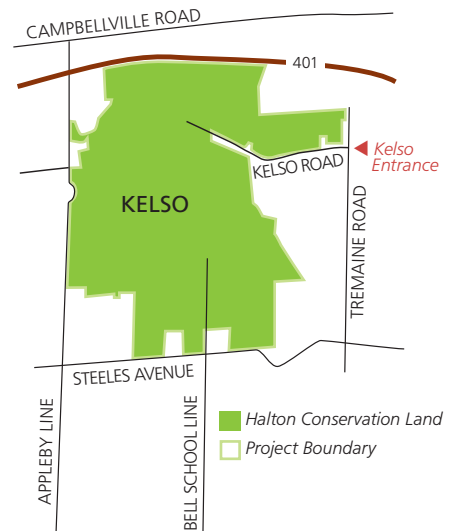 CAMPBELLVILLE ROAD
401
Kelso
Entrance
KELSO ROAD
KELSO
TREMAINE ROAD
STEELES AVENUE
APPLEBY LINE
BELL SCHOOL LINE
Halton Conservation Land
Project Boundary